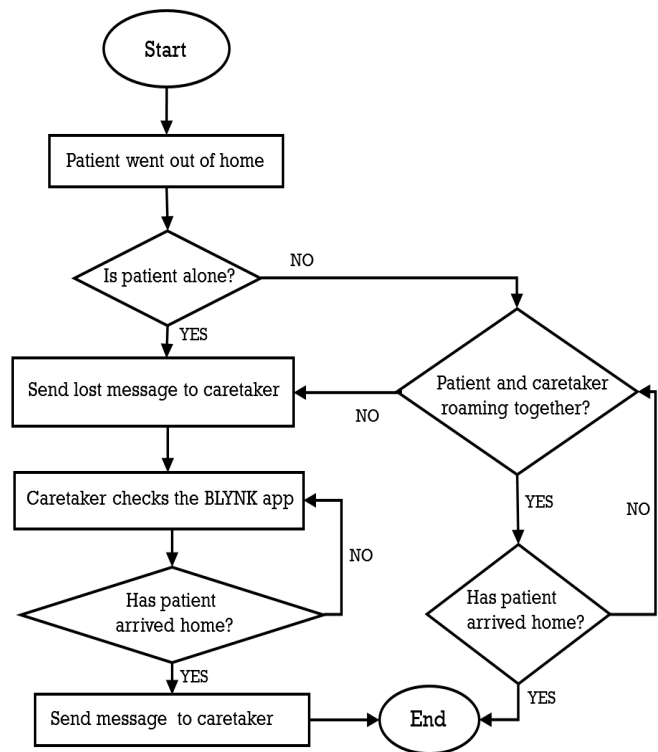 Start
Patient went out of home
Is patient alone?
NO
YES
Send lost message to caretaker
Patient and caretaker
roaming together?
NO
Caretaker checks the BLYNK app
YES
NO
NO
Has patient
arrived home?
Has patient
arrived home?
YES
YES
Send message to caretaker
End